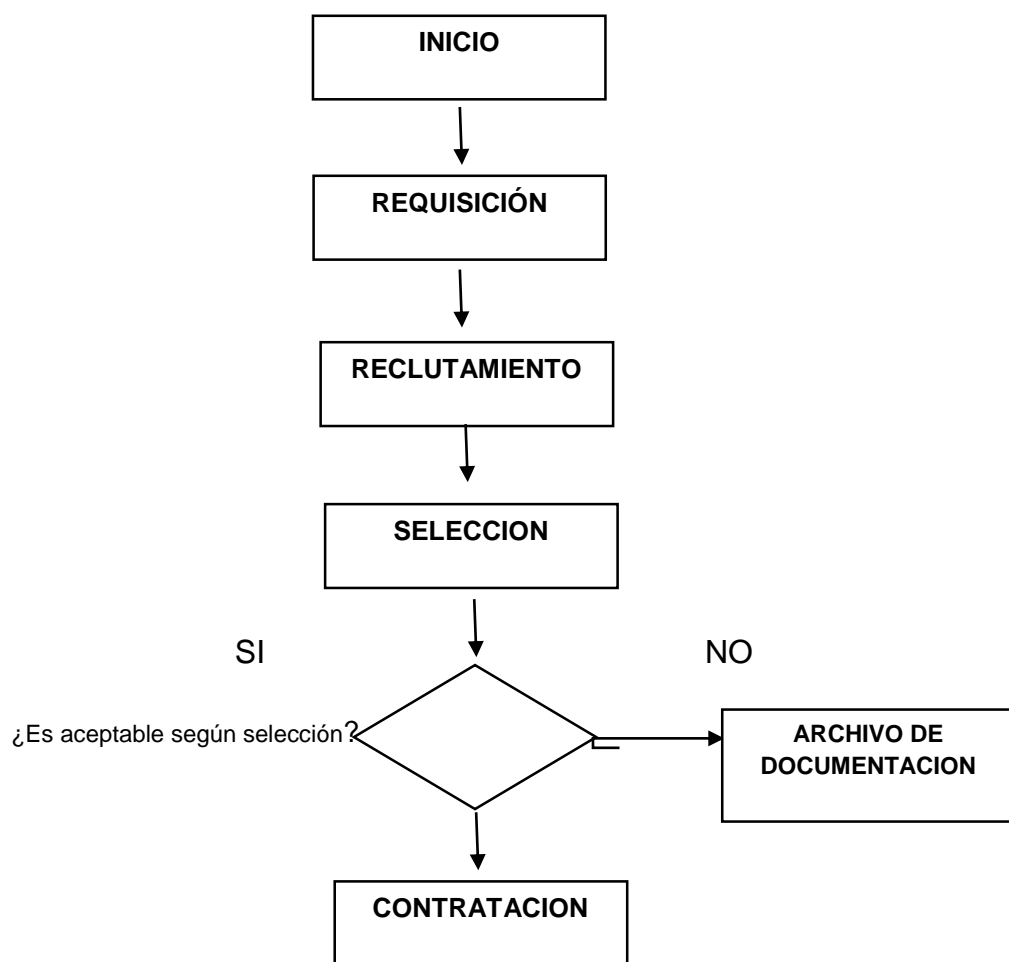 INICIO
REQUISICIÓN
RECLUTAMIENTO
SELECCION
SI
NO
¿Es aceptable según selección?
ARCHIVO DE
DOCUMENTACION
CONTRATACION